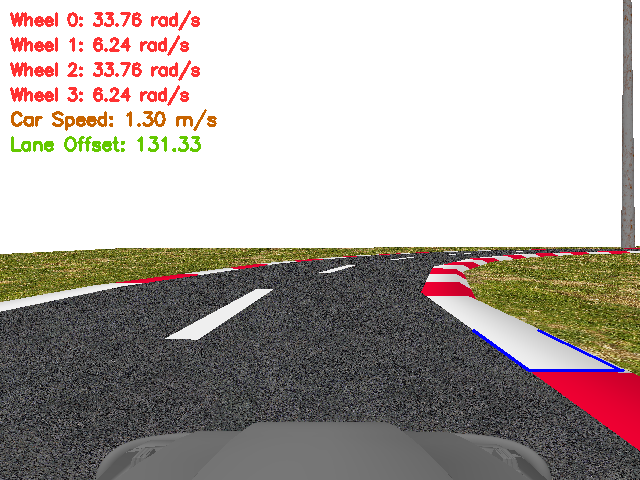 Wheel 0: 33.76 rad/s
Wheel 1: 6.24 rad/s
Wheel 2: 33.76 rad/s
Wheel 3: 6.24 rad/s
Car Speed: 1.30 m/s
Lane Offset: 131.33